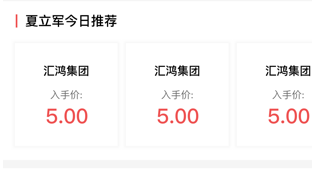 夏立军今日推荐
汇鸿集团 汇鸿集团 汇鸿集团
入手价: 入手价: 入手价:
5.00 5.00 5.00